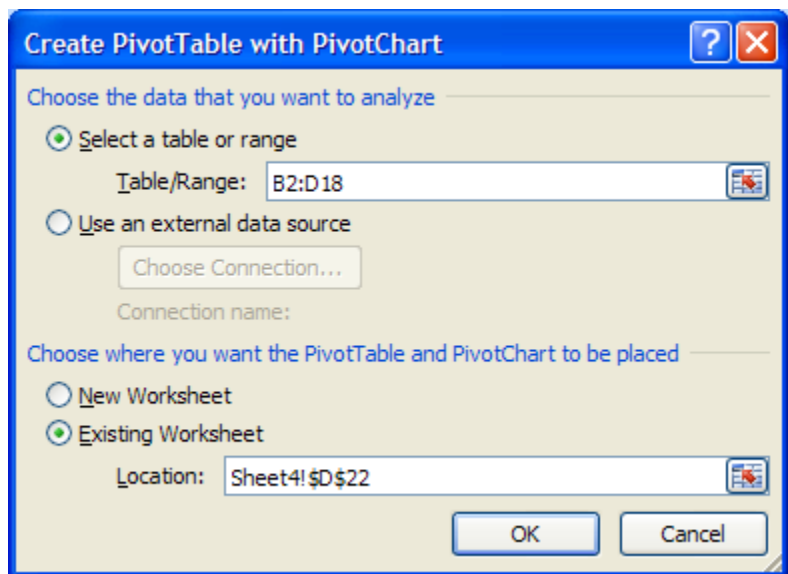 Create PivotTable with PivotChart
Choose the data that you want to analyze
Select a table or range
Table/Range: B2:D18
Use an external data source
Choose Connection...
Connection name:
Choose where you want the PivotTable and PivotChart to be placed
New Worksheet
Existing Worksheet
Location: Sheet4!$D$22
OK Cancel